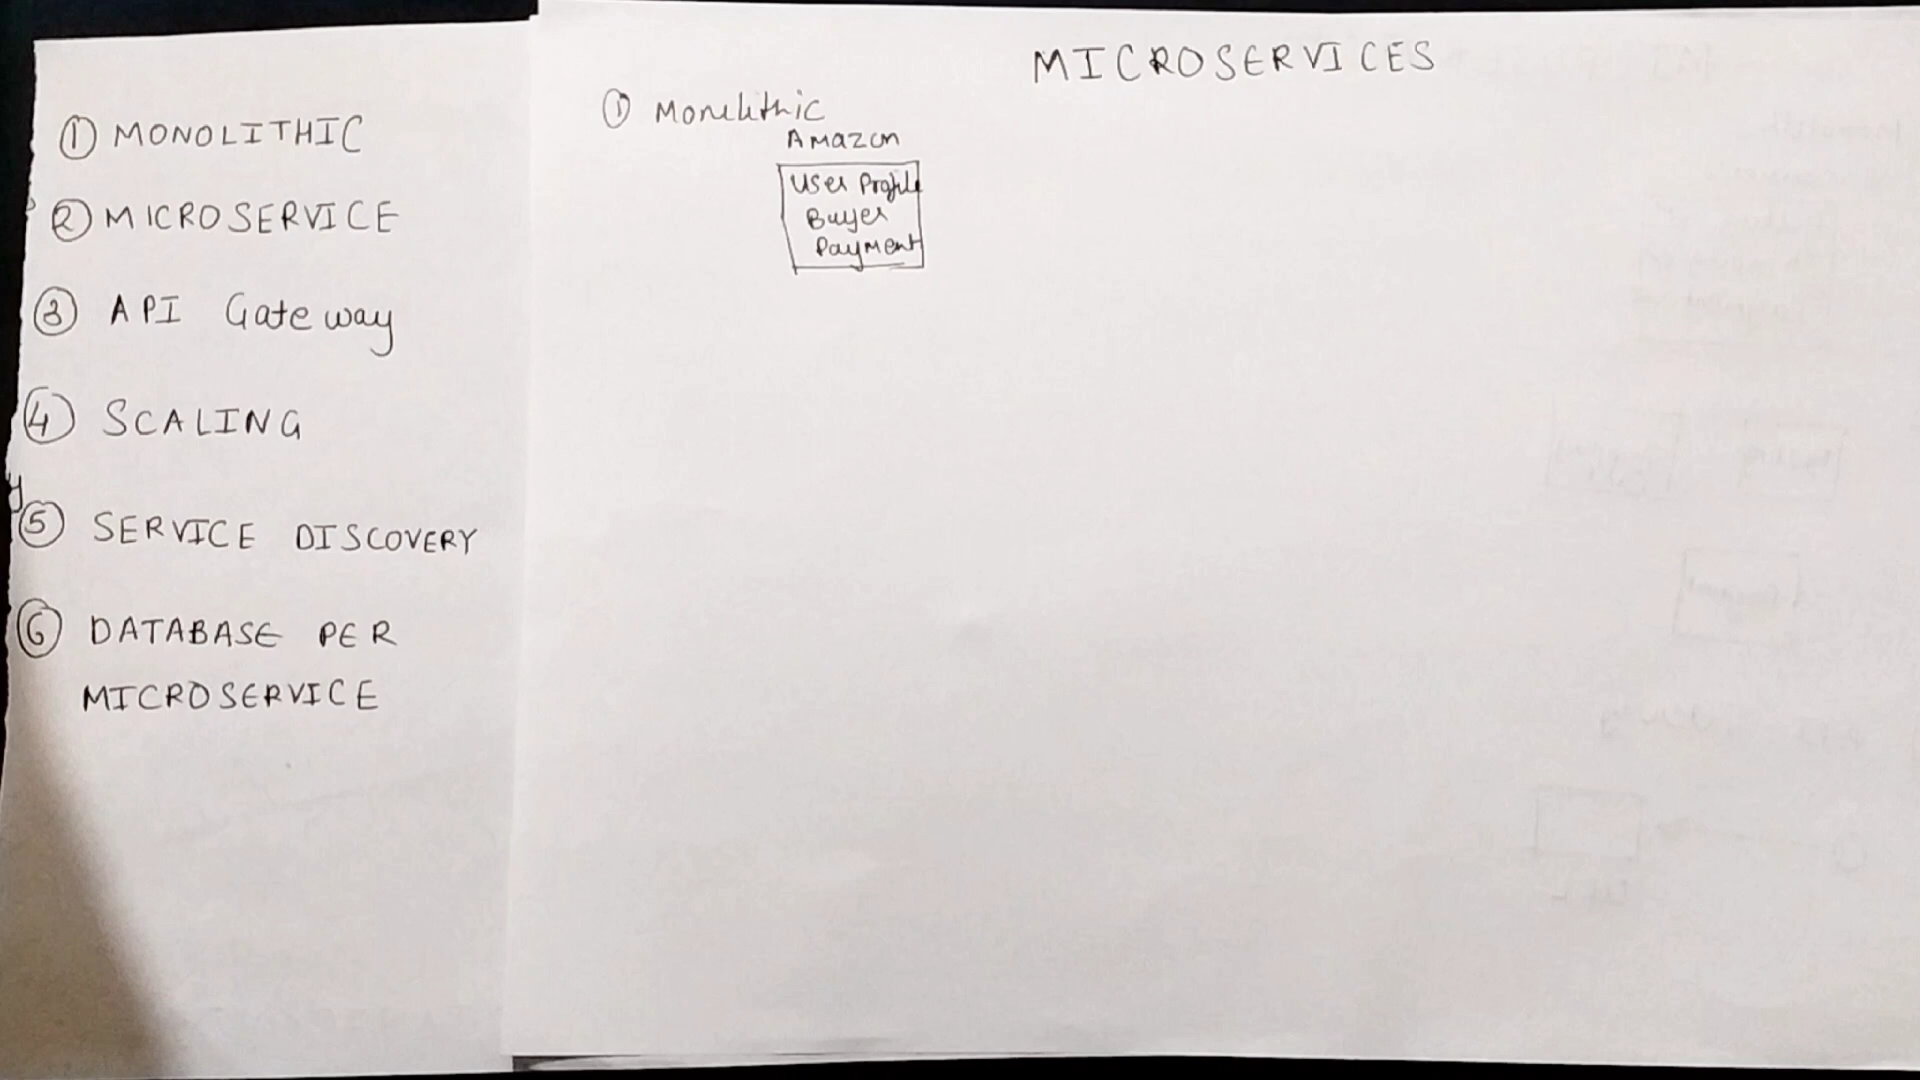 ① MONOLITHIC
② MICROSERVICE
③ API Gateway
④ SCALING
⑤ SERVICE DISCOVERY
⑥ DATABASE PER
MICROSERVICE
MICROSERVICES
① Monolithic
Amazon
User Profile
Buyer
Payment